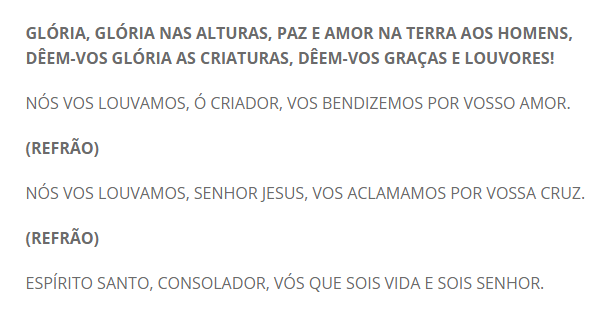 GLÓRIA, GLÓRIA NAS ALTURAS, PAZ E AMOR NA TERRA AOS HOMENS,
DÊEM-VOS GLÓRIA AS CRIATURAS, DÊEM-VOS GRAÇAS E LOUVORES!
NÓS VOS LOUVAMOS, Ó CRIADOR, VOS BENDIZEMOS POR VOSSO AMOR.
(REFRÃO)
NÓS VOS LOUVAMOS, SENHOR JESUS, VOS ACLAMAMOS POR VOSSA CRUZ.
(REFRÃO)
ESPÍRITO SANTO, CONSOLADOR, VÓS QUE SOIS VIDA E SOIS SENHOR.